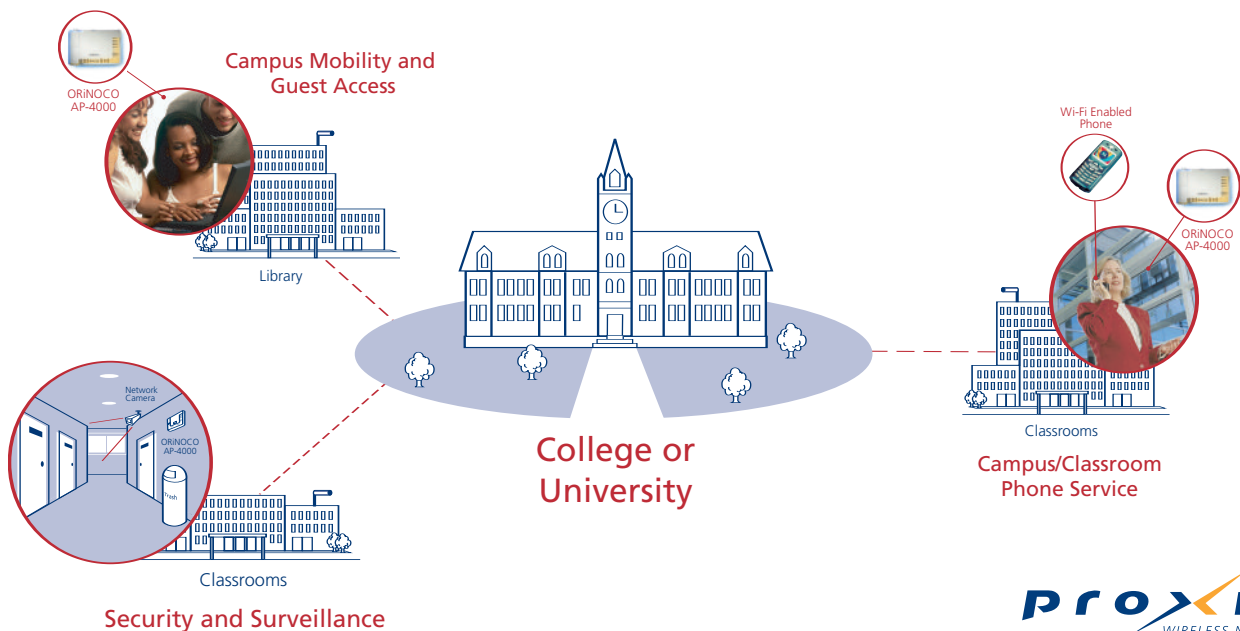 Campus Mobility and
Guest Access
ORiNOCO
AP-4000
Library
Wi-Fi Enabled
Phone
ORiNOCO
AP-4000
Classrooms
Campus/Classroom
Phone Service
College or
University
Network
Camera
ORiNOCO
AP-4000
Trash
Classrooms
Security and Surveillance
WIRELESS